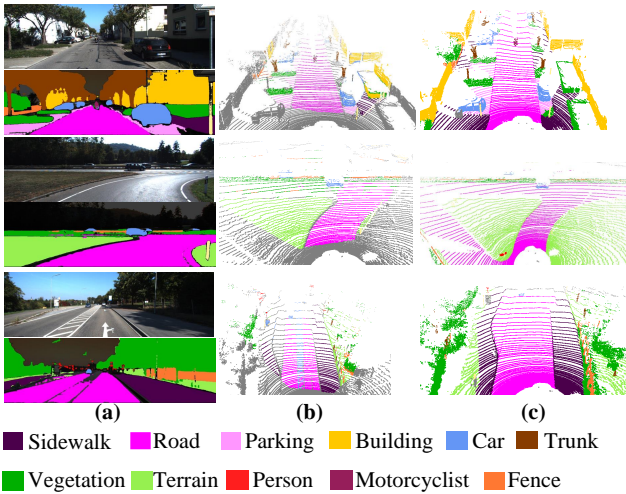 (a) (b) (c)
Sidewalk Road Parking Building Car Trunk
Vegetation Terrain Person Motorcyclist Fence